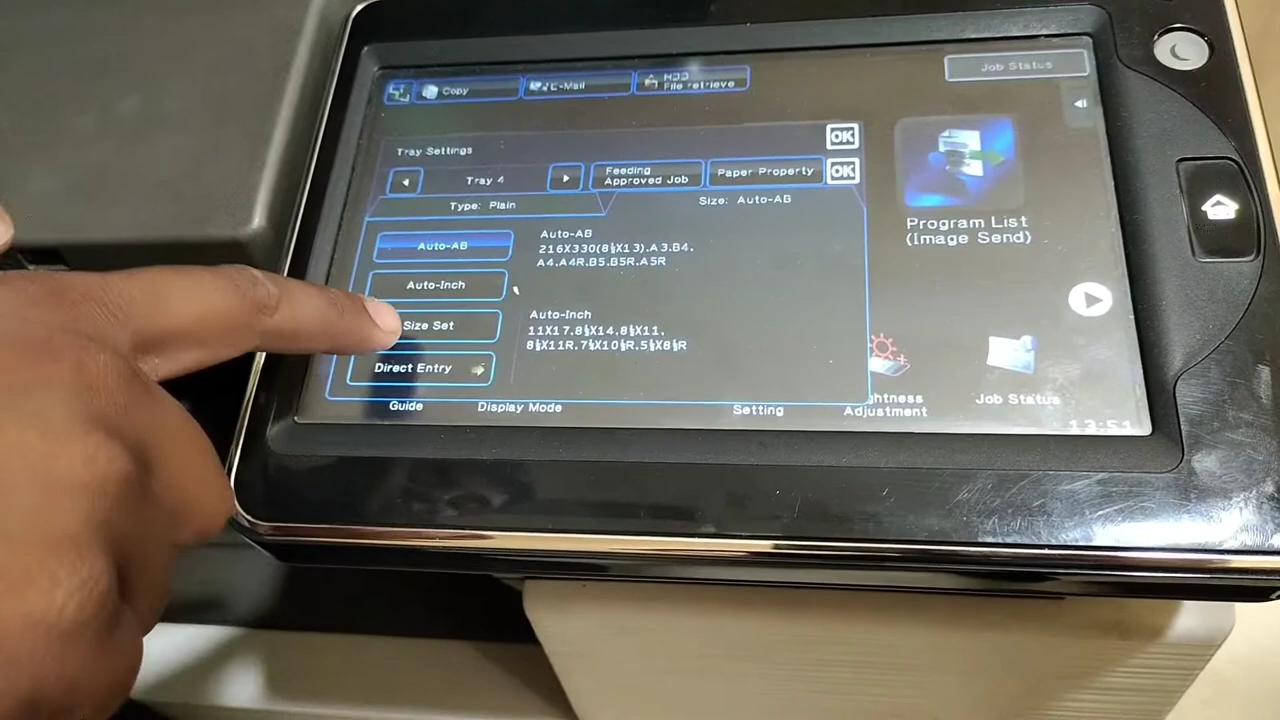 Job Status
Copy
E-Mail
HDD
File retrieve
Tray Settings
OK
Tray 4
Feeding
Approved Job
Paper Property
OK
Type: Plain
Size: Auto-AB
Auto-AB
Auto-AB
216X330(8½X13).A3.B4.
A4.A4R.B5.B5R.A5R
Auto-Inch
Auto-Inch
11X17.8½X14.8½X11.
8½X11R.7¼X10½R.5½X8½R
Size Set
Direct Entry
Program List
(Image Send)
Guide
Display Mode
Setting
ghtness
Adjustment
Job Status
13:51